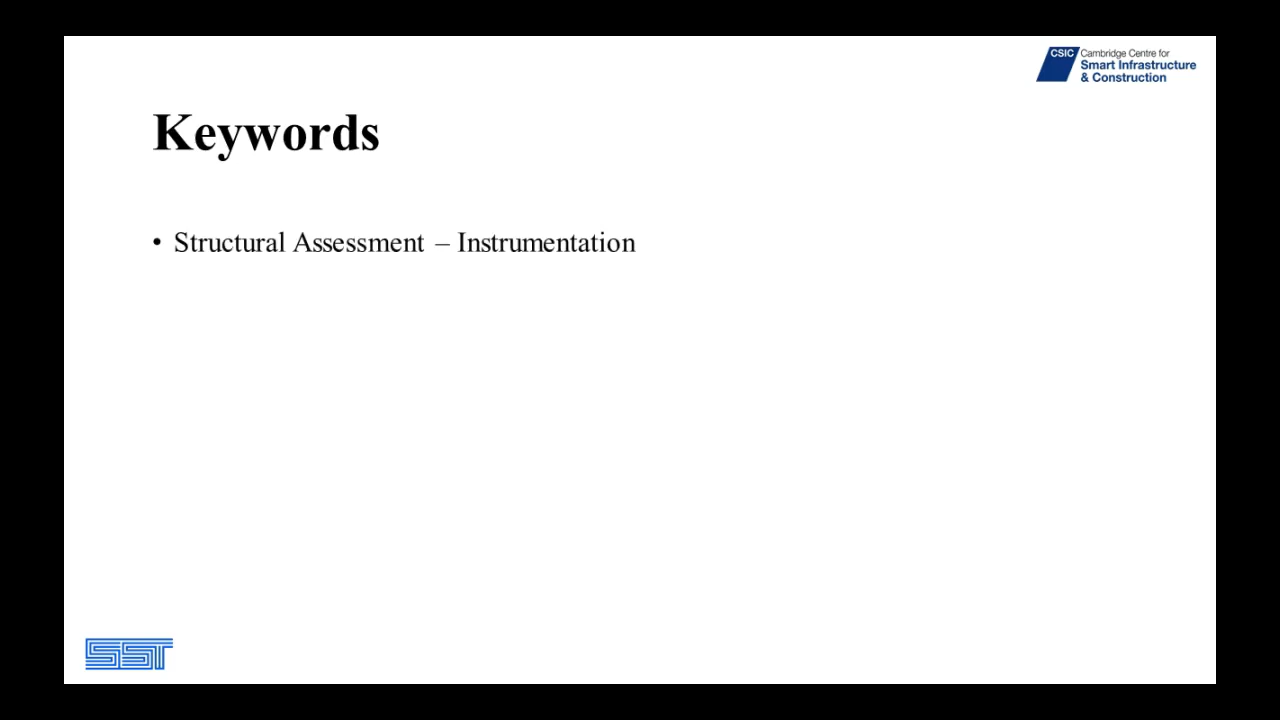 CSIC Cambridge Centre for
Smart Infrastructure
& Construction
Keywords
• Structural Assessment – Instrumentation
SST